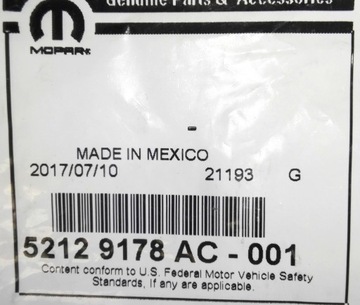 Genuine Parts & Accessories
MOPAR®
-
MADE IN MEXICO
2017/07/10 21193 G
5212 9178 AC - 001
Content conform to U.S. Federal Motor Vehicle Safety
Standards, if any are applicable.